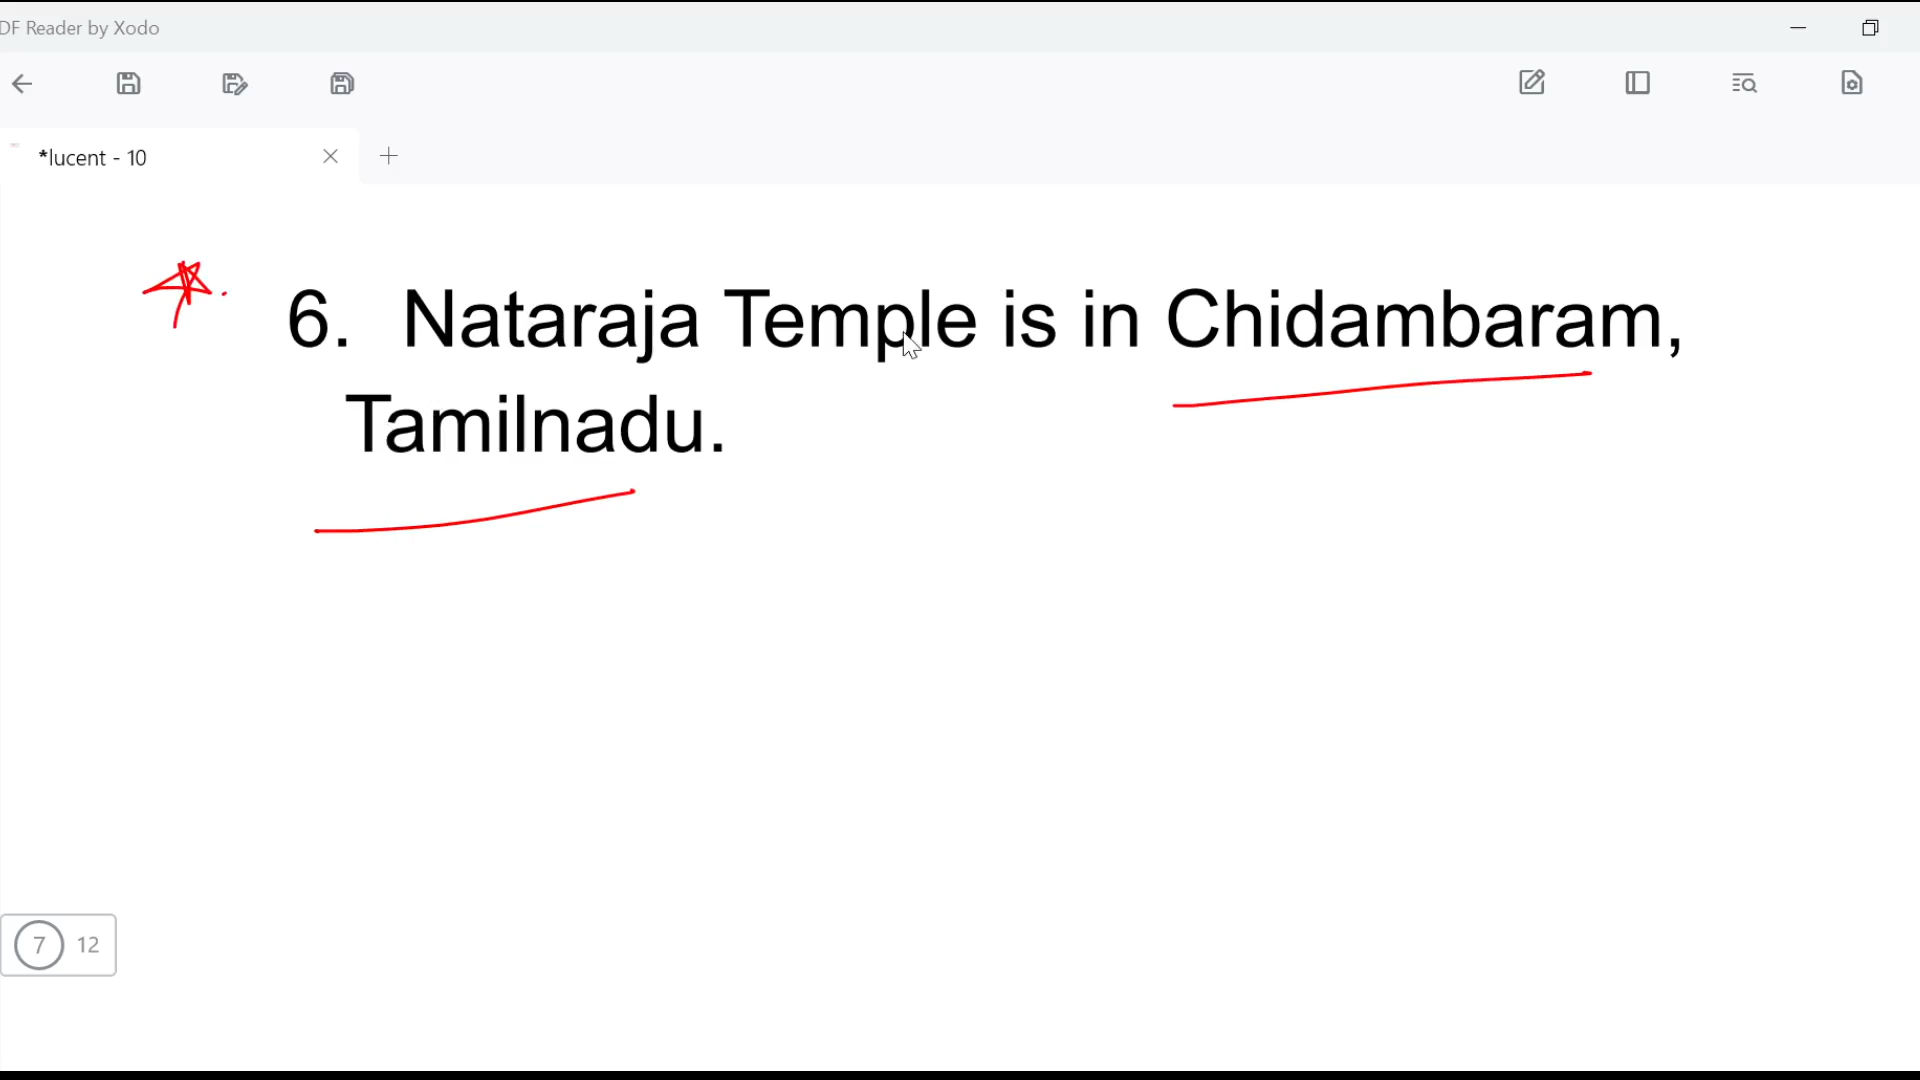 DF Reader by Xodo
*lucent - 10
6. Nataraja Temple is in Chidambaram,
Tamilnadu.
7 12